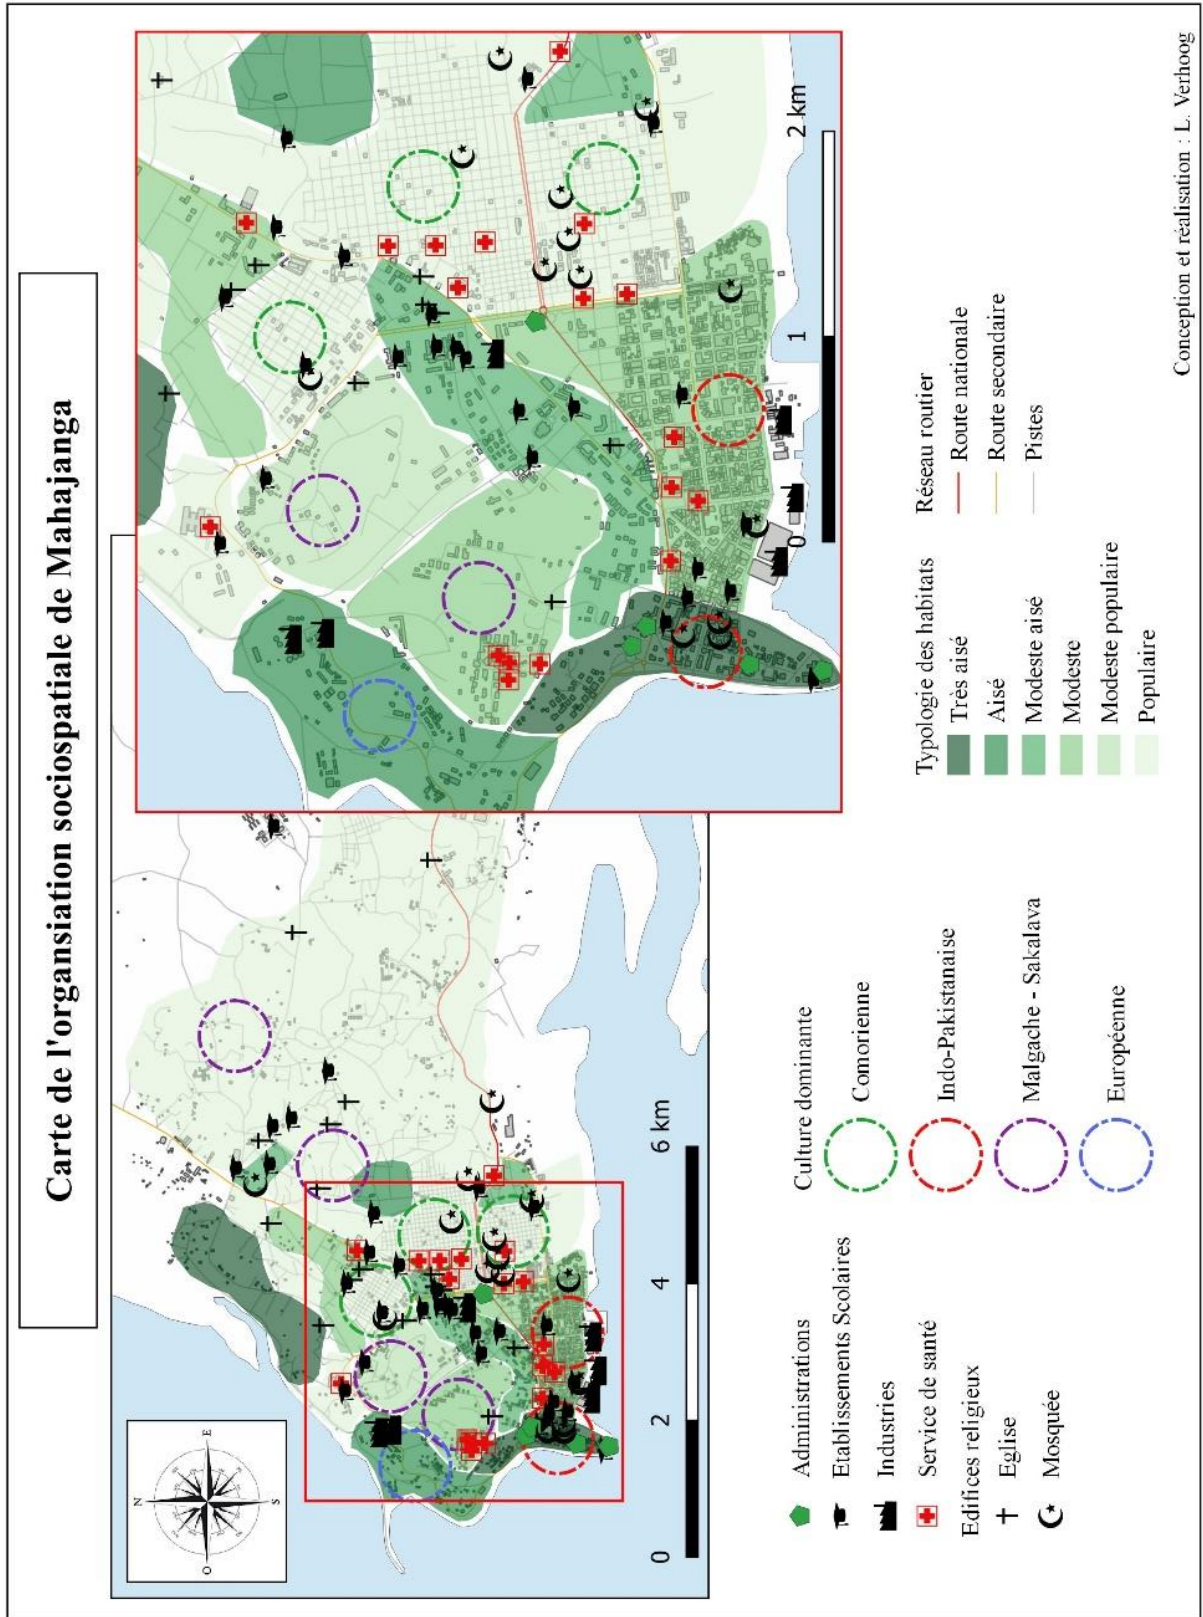 Carte de l'organsiation sociospatiale de Mahajanga
N
O
E
S
0
2
4
6 km
0
1
2 km
Administrations
Etablissements Scolaires
Industries
Service de santé
Edifices religieux
Eglise
Mosquée
Culture dominante
Comorienne
Indo-Pakistanaise
Malgache - Sakalava
Européenne
Typologie des habitats
Très aisé
Aisé
Modeste aisé
Modeste
Modeste populaire
Populaire
Réseau routier
Route nationale
Route secondaire
Pistes
Conception et réalisation : L. Verhoog